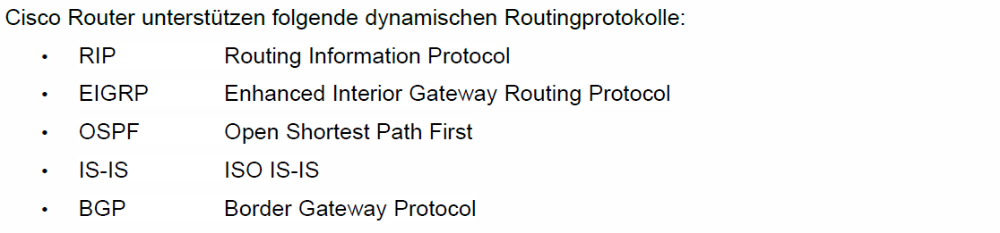 Cisco Router unterstützen folgende dynamischen Routingprotokolle:
• RIP Routing Information Protocol
• EIGRP Enhanced Interior Gateway Routing Protocol
• OSPF Open Shortest Path First
• IS-IS ISO IS-IS
• BGP Border Gateway Protocol